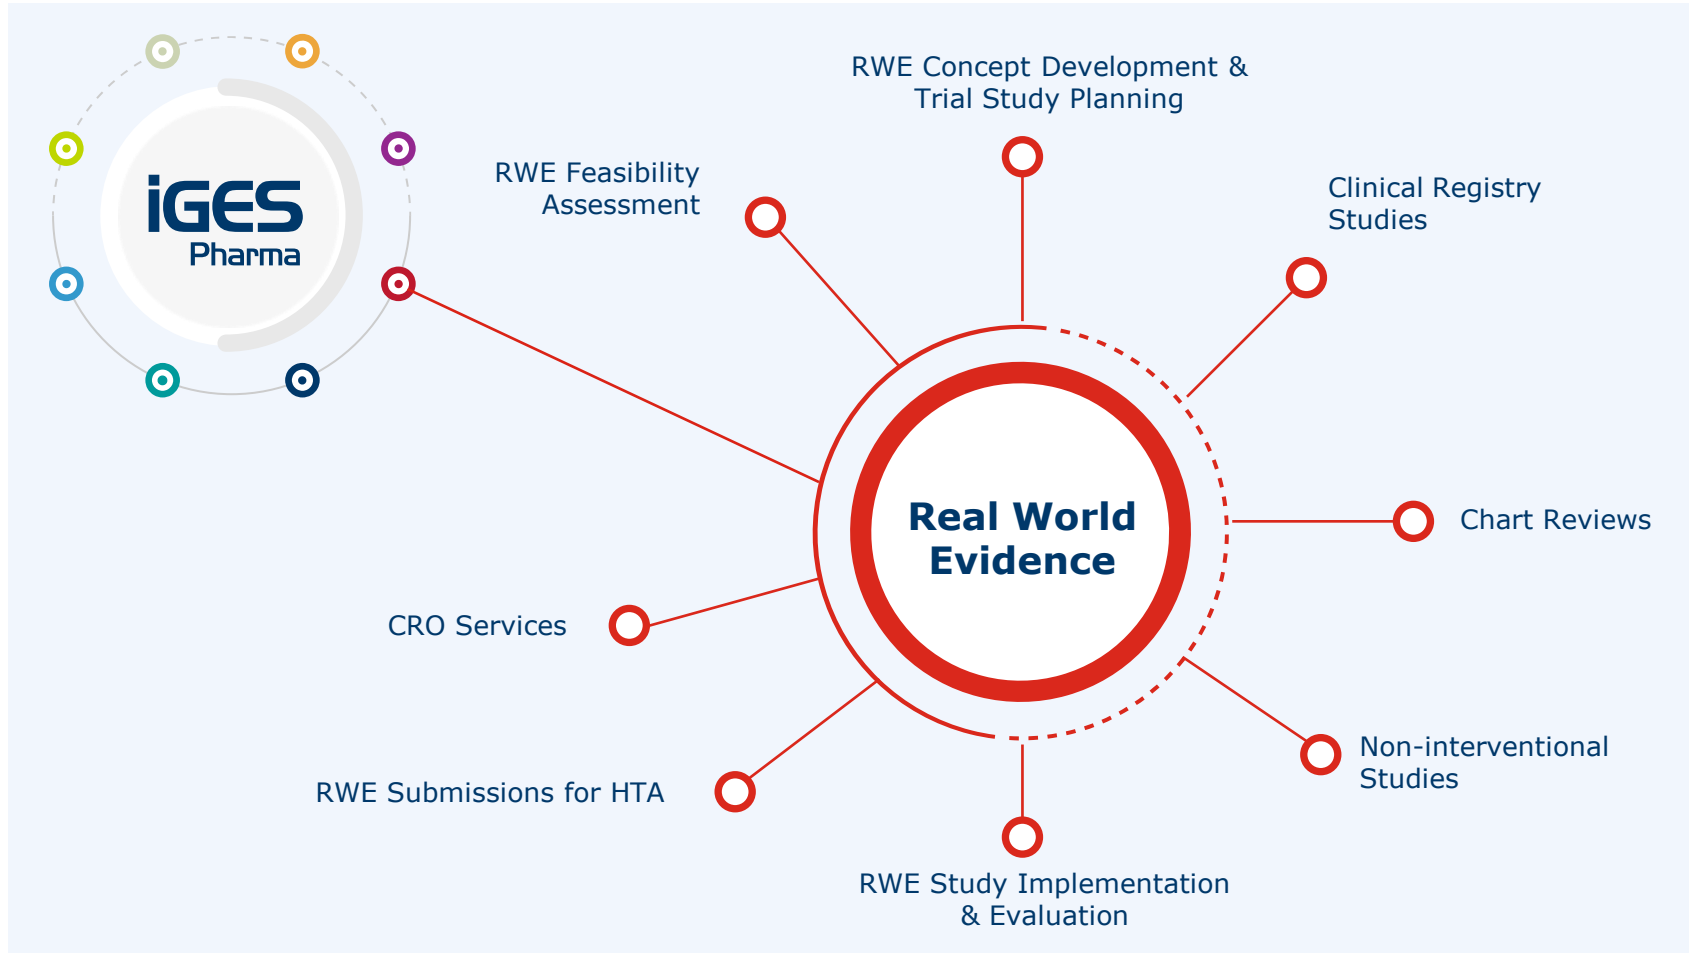 iGES
Pharma
RWE Concept Development &
Trial Study Planning
RWE Feasibility
Assessment
Clinical Registry
Studies
Real World
Evidence
Chart Reviews
CRO Services
Non-interventional
Studies
RWE Submissions for HTA
RWE Study Implementation
& Evaluation